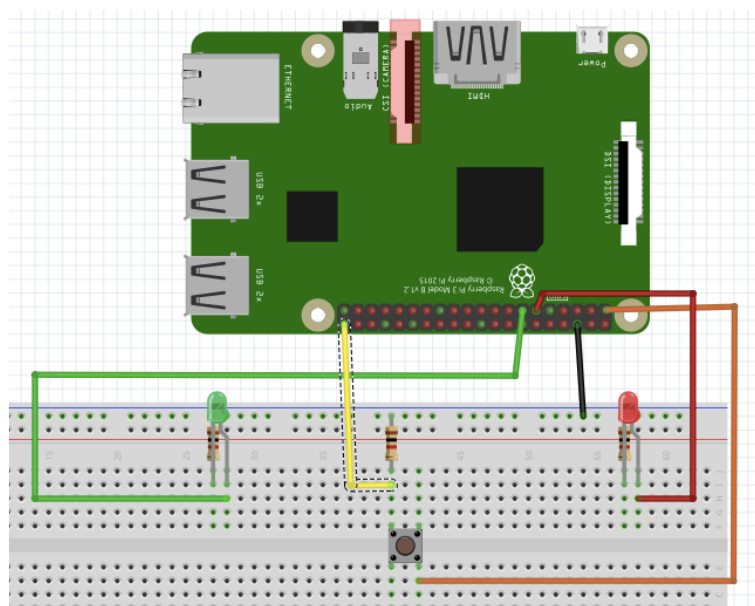 ETHERNET
Audio
CSI (CAMERA)
HDMI
Power
USB
2x
DSI (DISPLAY)
USB
2x
Raspberry Pi 3 Model B v1.2
© Raspberry Pi 2015
15
20
25
30
35
45
50
55
60
J
H
G
F
E
C